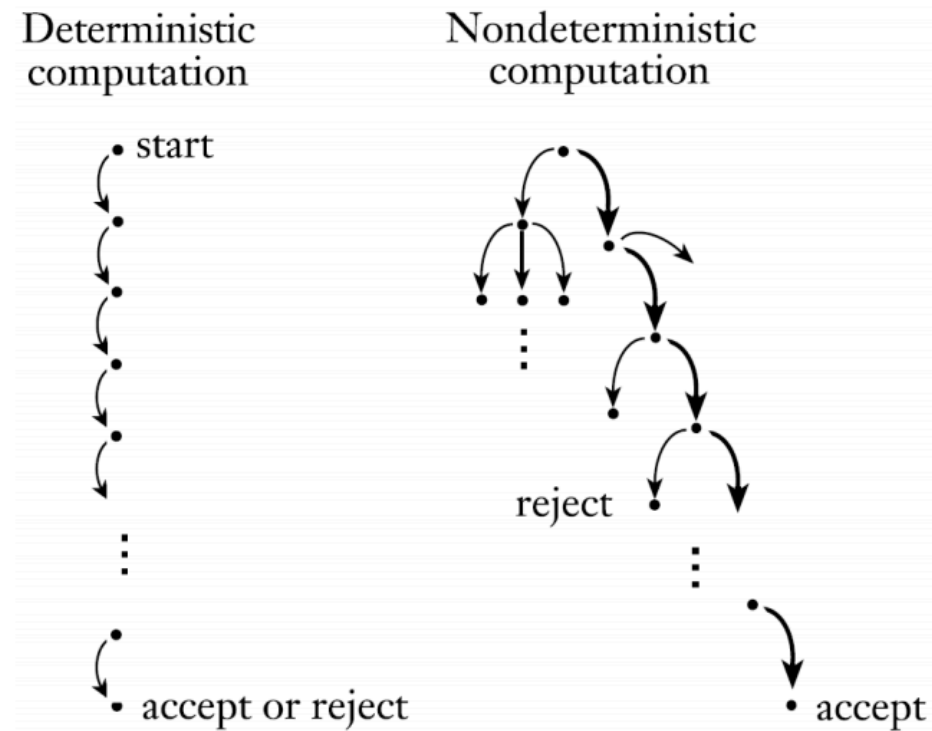 Deterministic
computation
Nondeterministic
computation
start
reject
accept or reject
accept